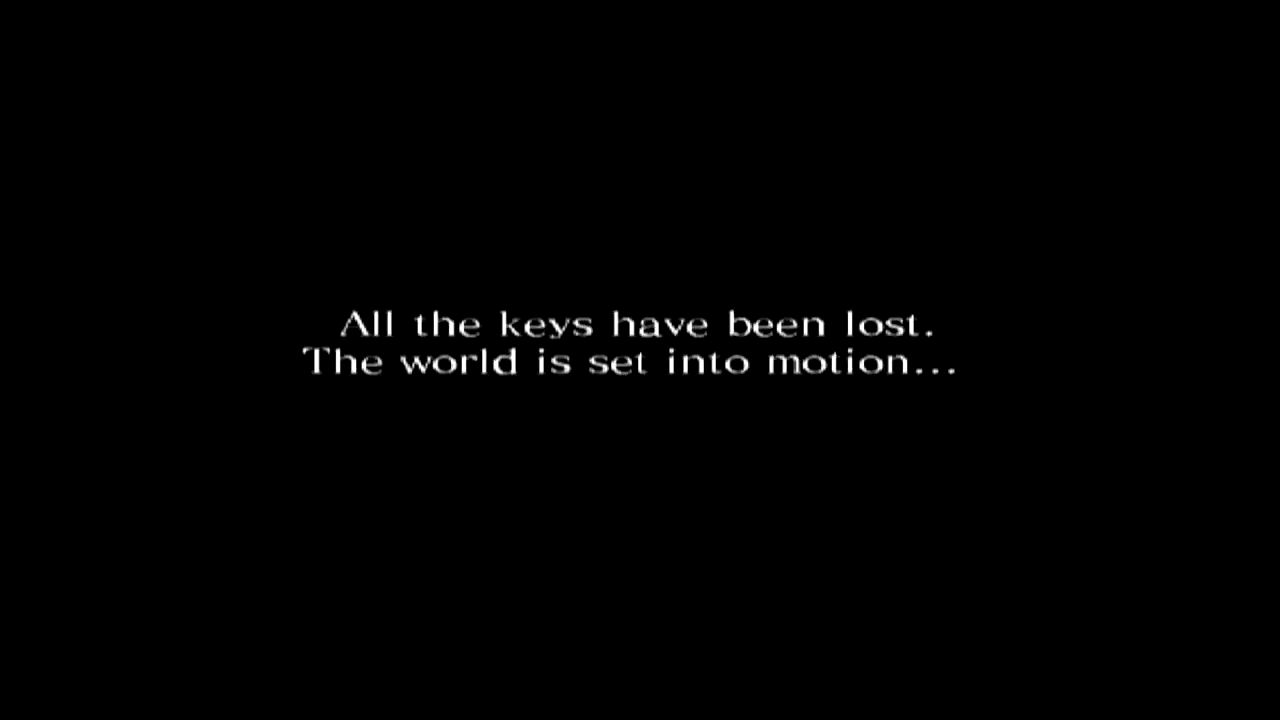 All the keys have been lost.
The world is set into motion...